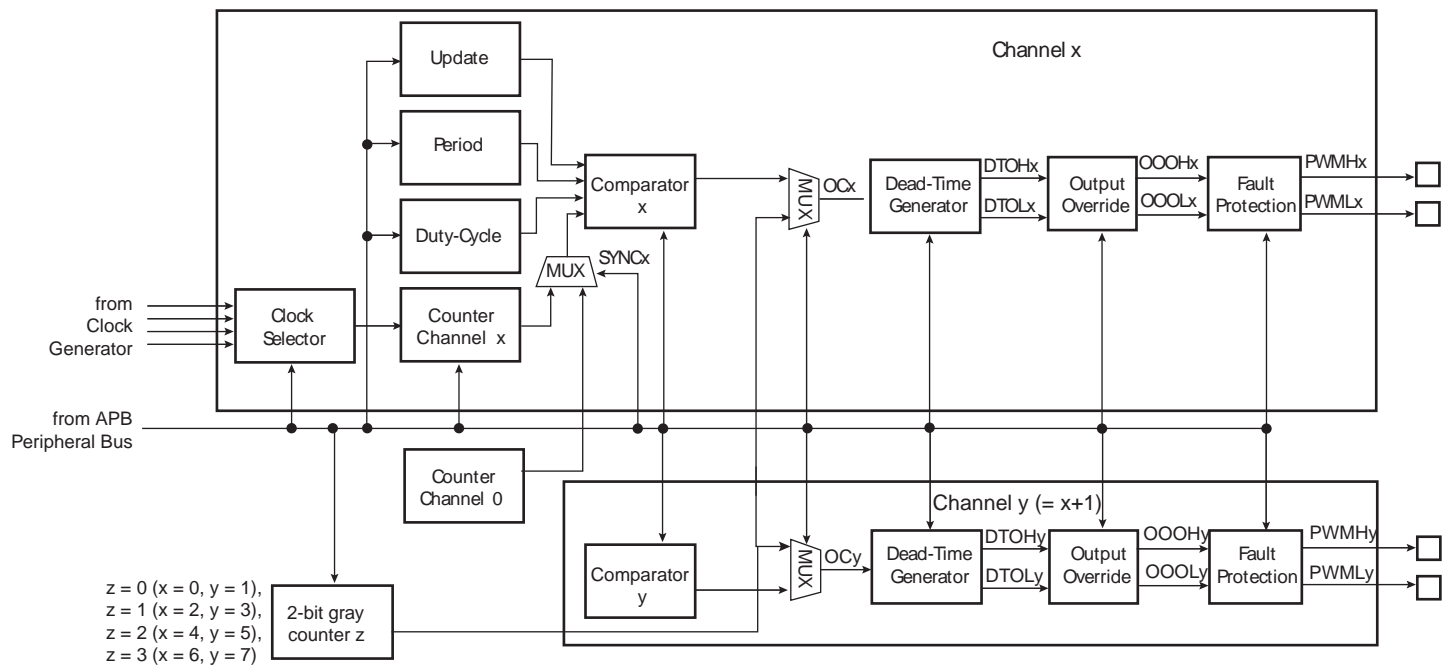 Channel x
Update
Period
Comparator
x
Duty-Cycle
MUX
SYNCx
from
Clock
Generator
Clock
Selector
Counter
Channel x
MUX
OCx
Dead-Time
Generator
DTOHx
DTOLx
Output
Override
OOOHx
OOOLx
Fault
Protection
PWMHx
PWMLx
from APB
Peripheral Bus
Counter
Channel 0
Channel y (= x+1)
Comparator
y
MUX
OCy
Dead-Time
Generator
DTOHy
DTOLy
Output
Override
OOOHy
OOOLy
Fault
Protection
PWMHy
PWMLy
z = 0 (x = 0, y = 1),
z = 1 (x = 2, y = 3),
z = 2 (x = 4, y = 5),
z = 3 (x = 6, y = 7)
2-bit gray
counter z